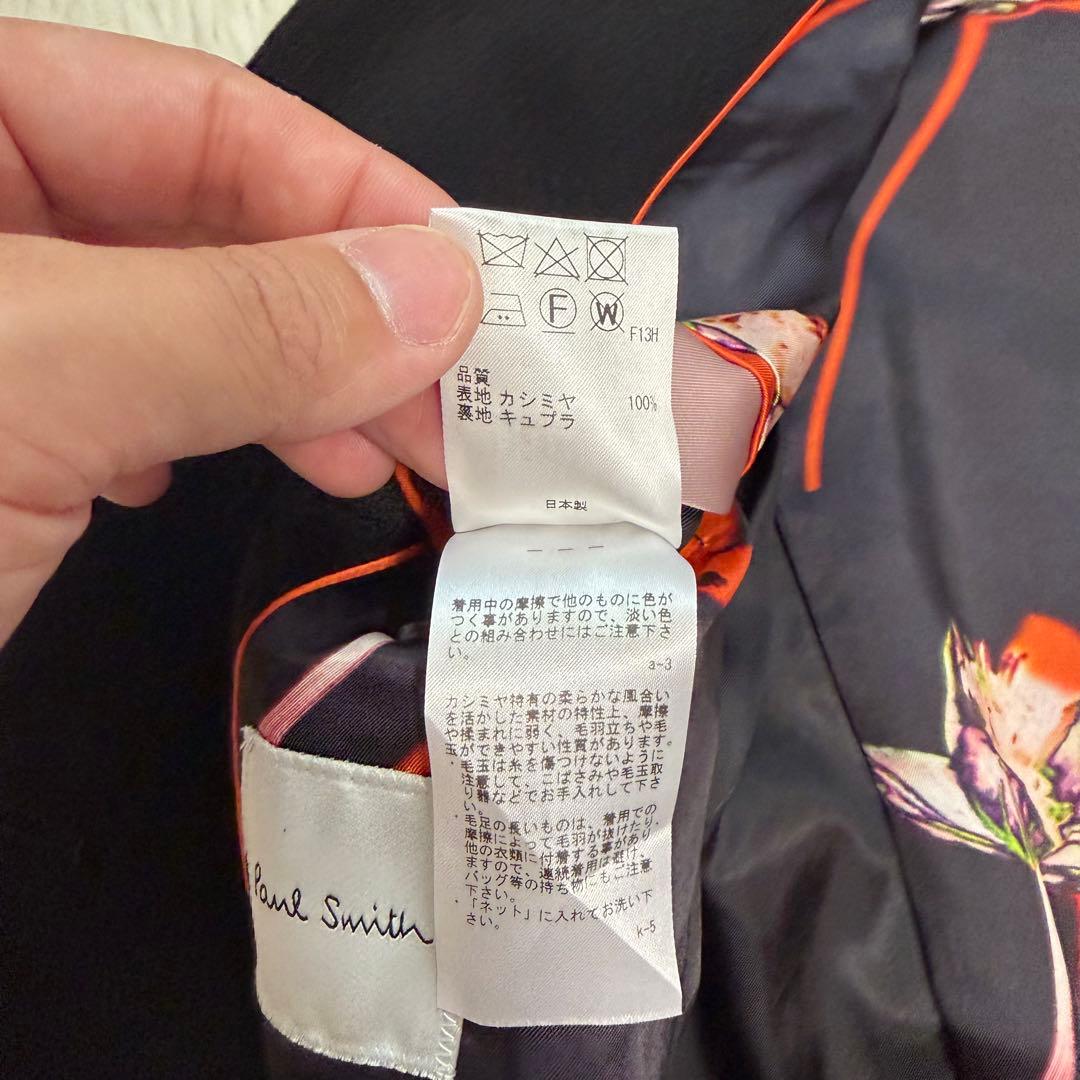 F
W
F13H
品質
表地 カシミヤ 100%
裏地 キュプラ
日本製
着用中の摩擦で他のものに色が
つく事がありますので、淡い色
との組み合わせにはご注意下さ
い。
a-3
カシミヤ特有の柔らかな風合い
を活かした素材の特性上、摩擦
や揉まれに弱く、毛羽立ちや毛
玉ができやすい性質があります。
・毛玉は糸を傷つけないように
注意して、こばさみや毛玉取
り器などでお手入れして下さ
い。
・毛足の長いものは、着用での
摩擦によって毛羽が抜けたり、
他の衣類に付着する事があり
ますので、連続着用は避け、
バッグ等の持ち物にもご注意
下さい。
・「ネット」に入れてお洗い下
さい。
k-5
Paul Smith